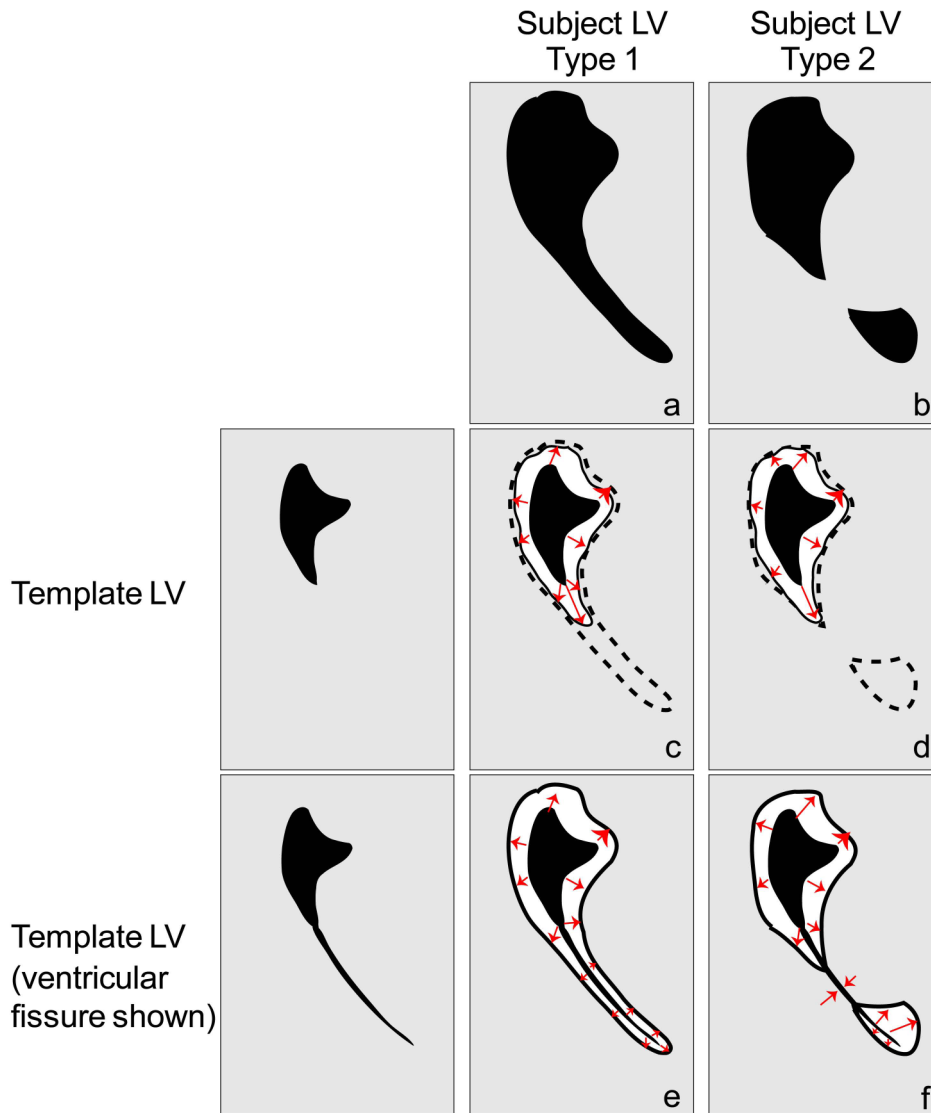 Subject LV
Type 1
Subject LV
Type 2
a
b
Template LV
c
d
Template LV
(ventricular
fissure shown)
e
f